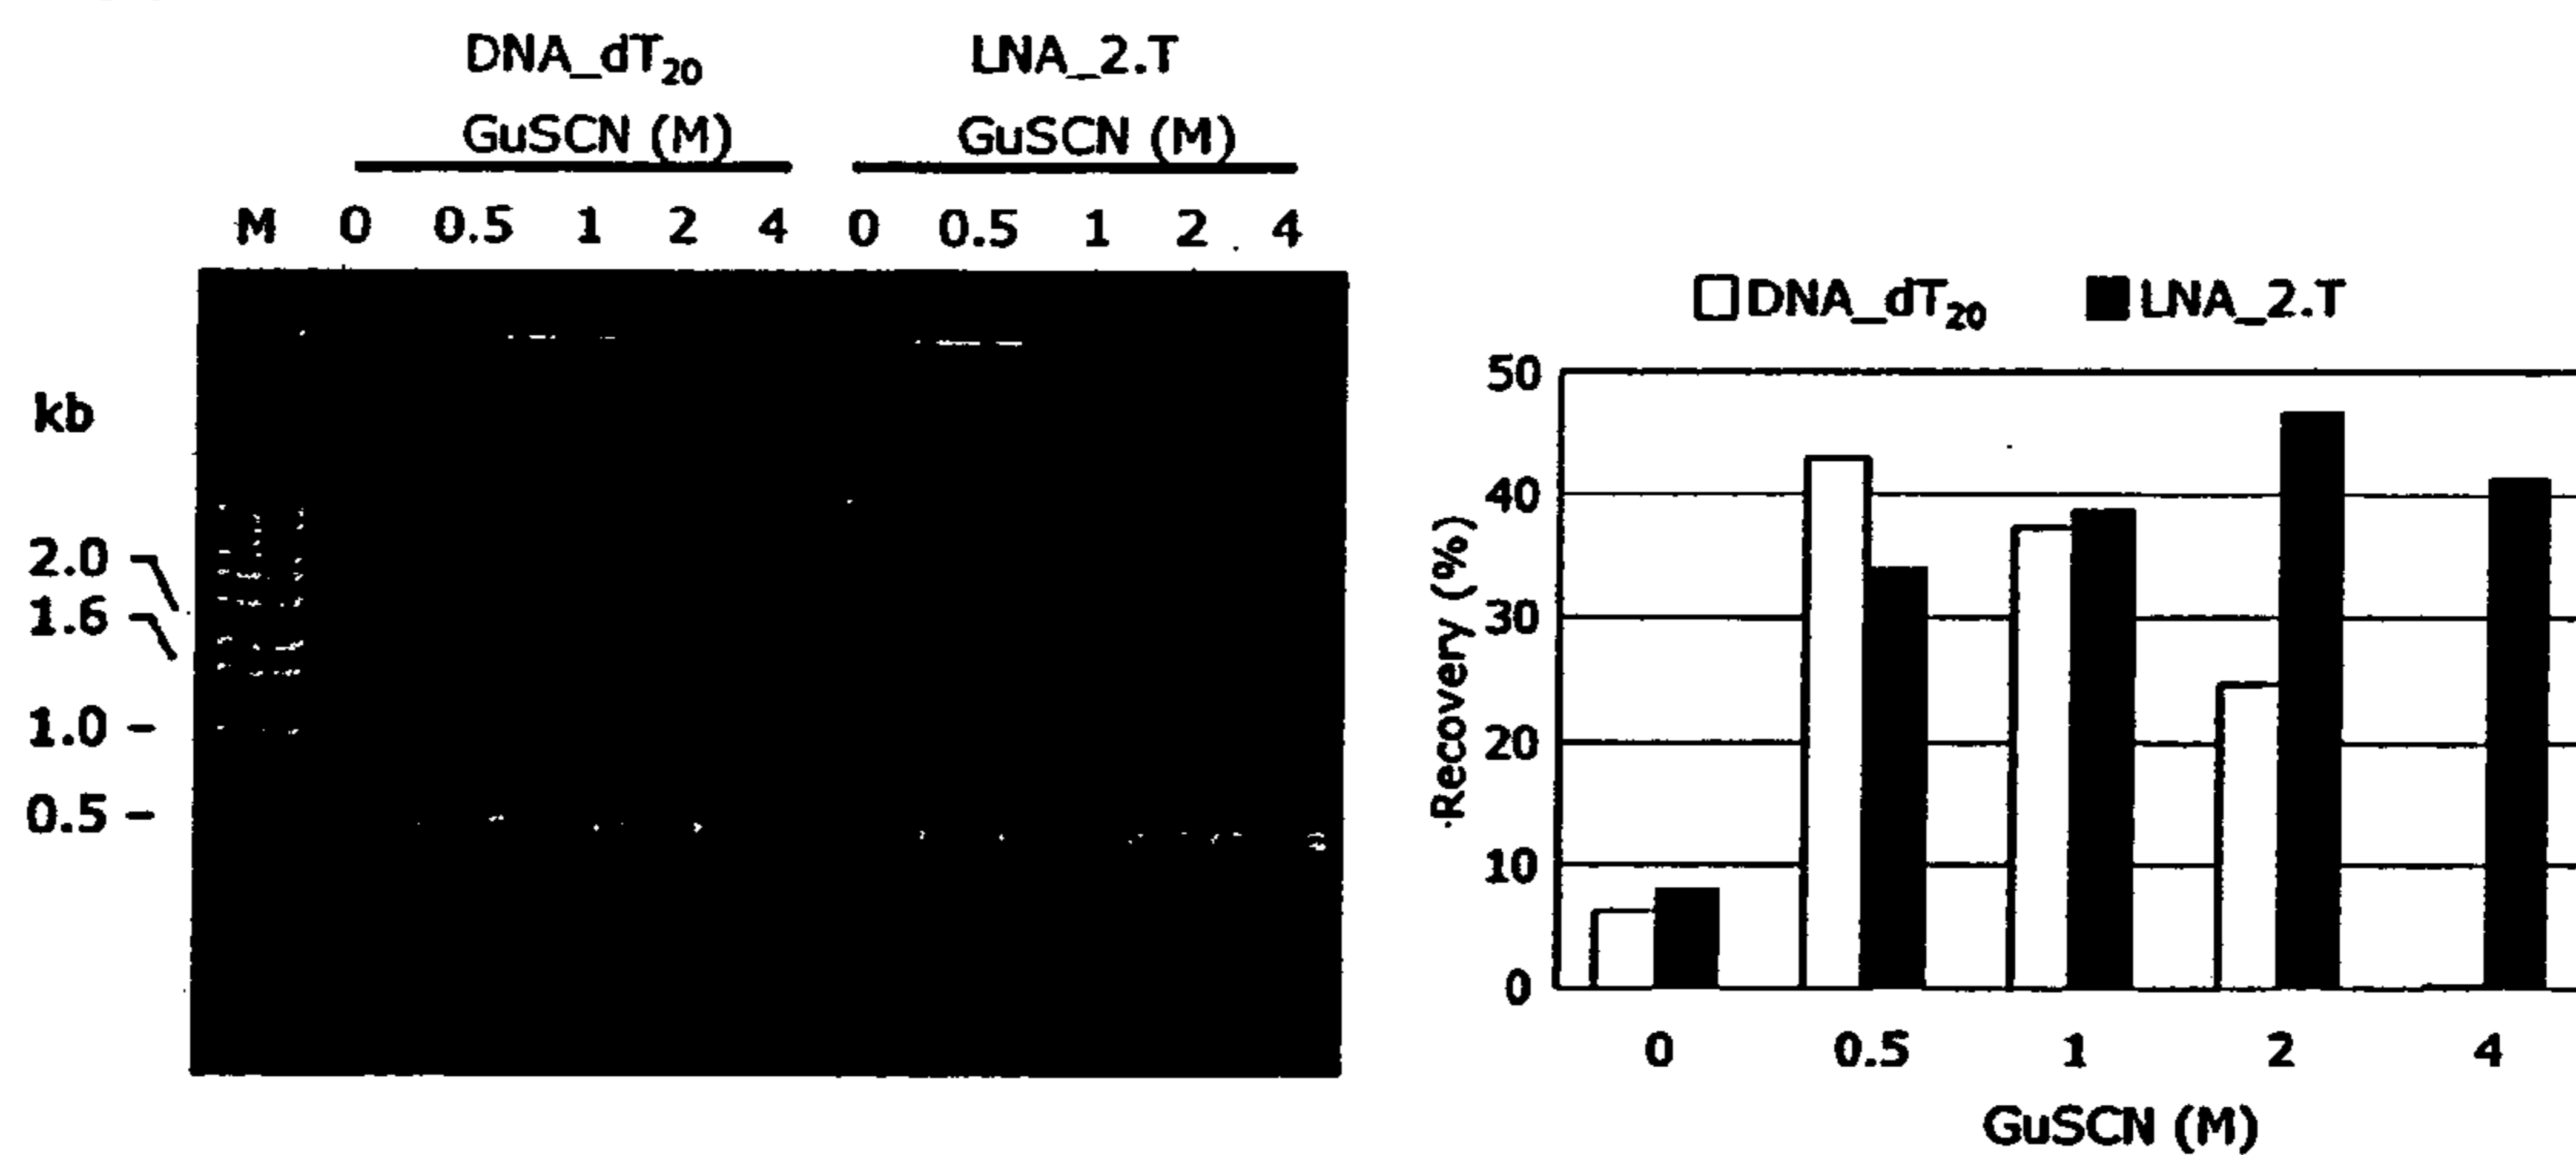 DNA_dT20 LNA_2.T
GuSCN (M) GuSCN (M)
M 0 0.5 1 2 4 0 0.5 1 2 4
kb
2.0
1.6
1.0
0.5
DNA_dT20 LNA_2.T
Recovery (%)
50
40
30
20
10
0
0 0.5 1 2 4
GuSCN (M)